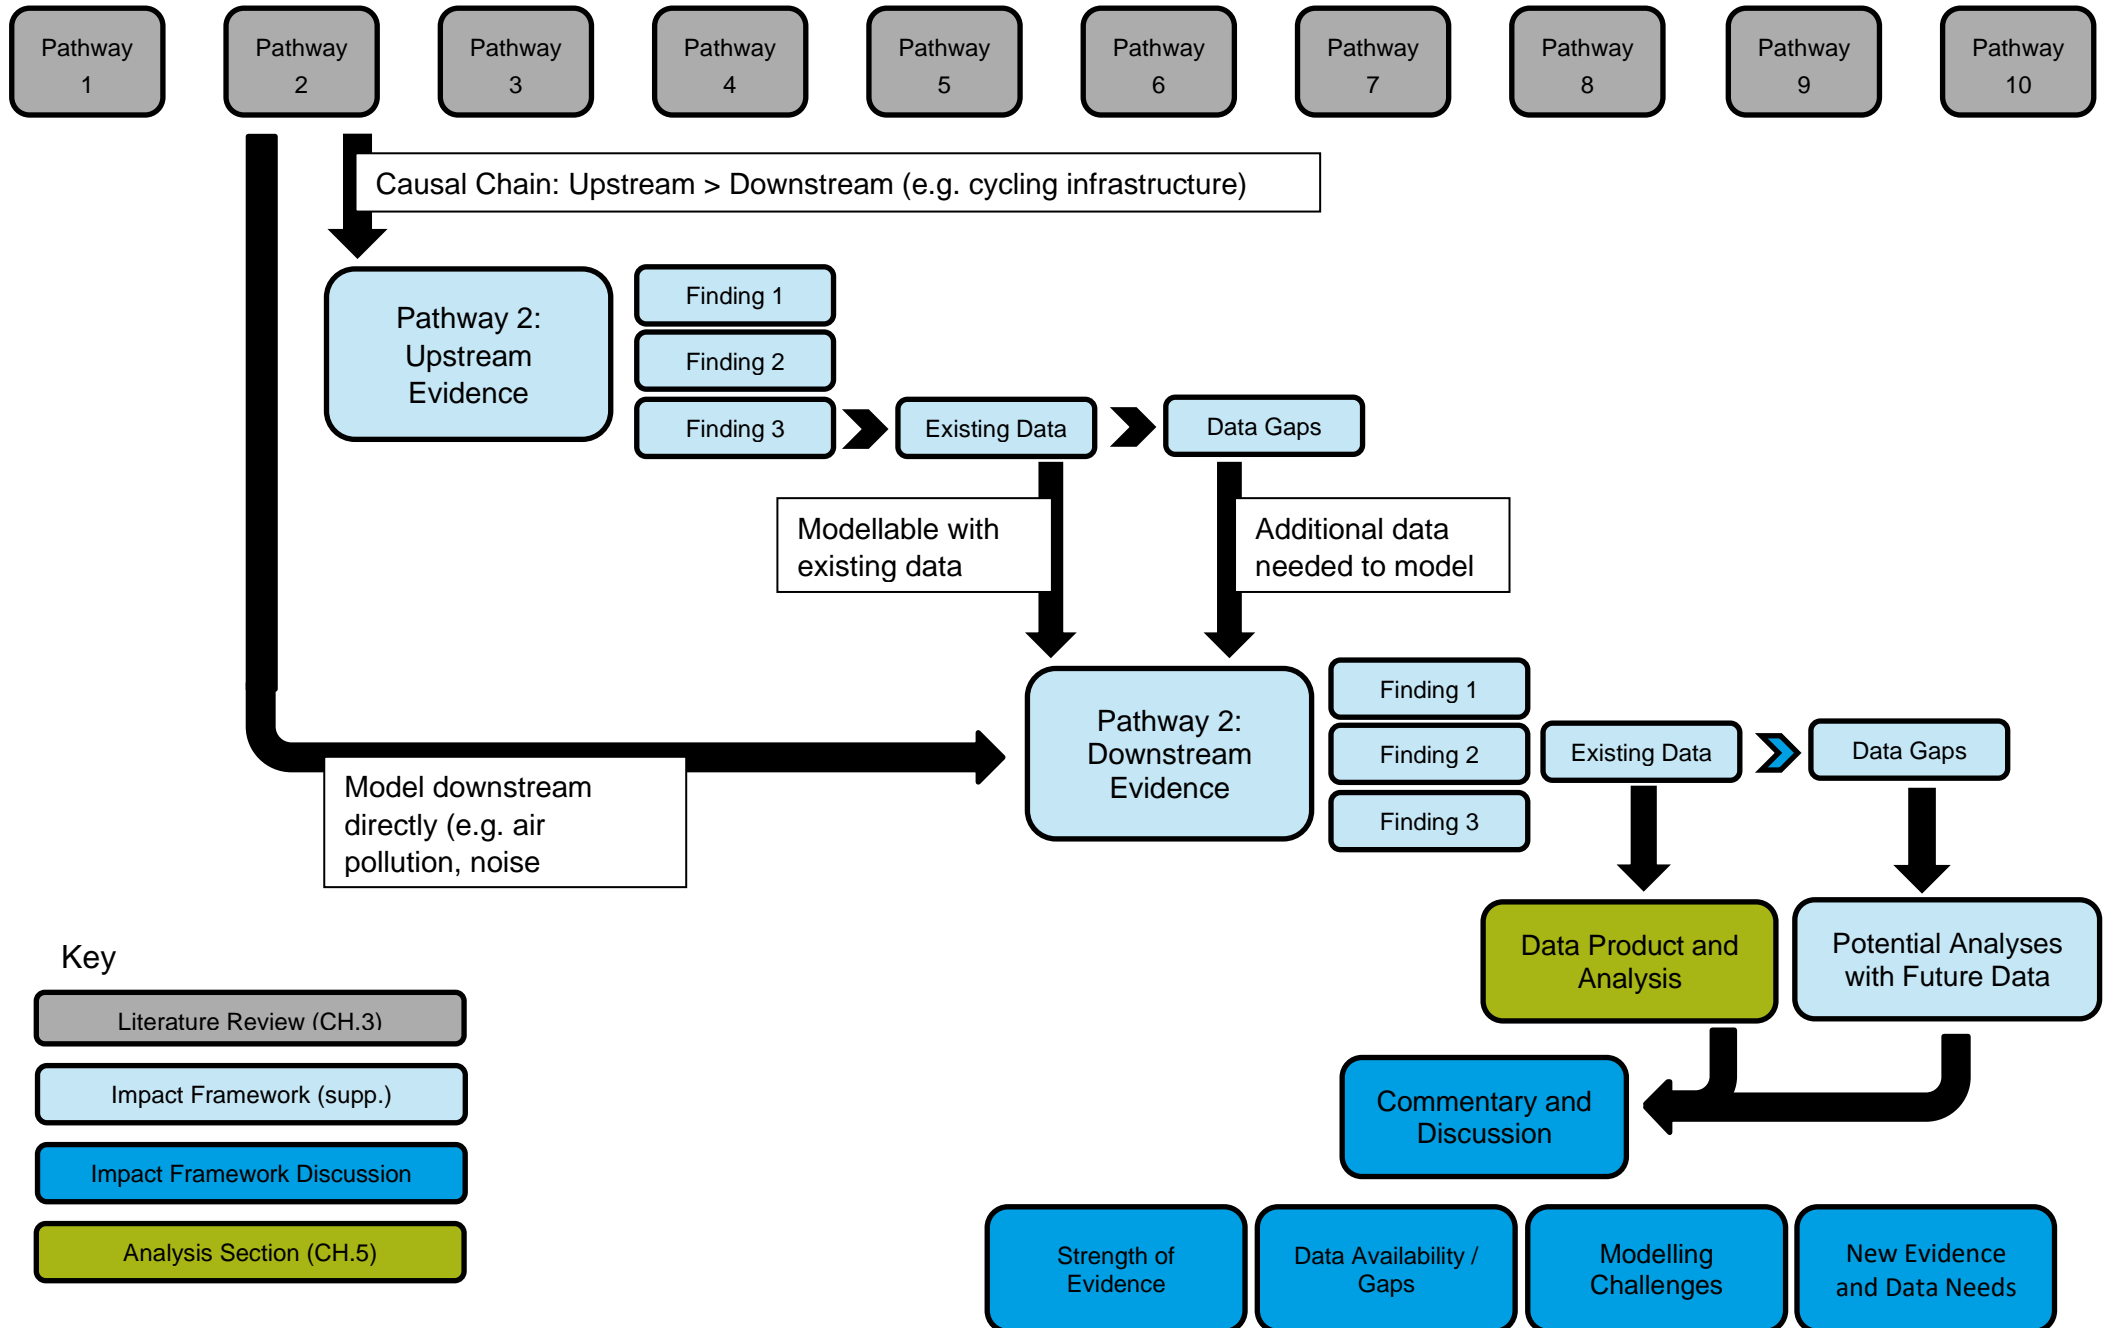 Pathway
1
Pathway
2
Pathway
3
Pathway
4
Pathway
5
Pathway
6
Pathway
7
Pathway
8
Pathway
9
Pathway
10
Causal Chain: Upstream > Downstream (e.g. cycling infrastructure)
Pathway 2:
Upstream
Evidence
Finding 1
Finding 2
Finding 3
Existing Data
Data Gaps
Modellable with
existing data
Additional data
needed to model
Pathway 2:
Downstream
Evidence
Finding 1
Finding 2
Finding 3
Existing Data
Data Gaps
Model downstream
directly (e.g. air
pollution, noise
Data Product and
Analysis
Potential Analyses
with Future Data
Key
Literature Review (CH.3)
Impact Framework (supp.)
Impact Framework Discussion
Analysis Section (CH.5)
Commentary and
Discussion
Strength of
Evidence
Data Availability /
Gaps
Modelling
Challenges
New Evidence
and Data Needs